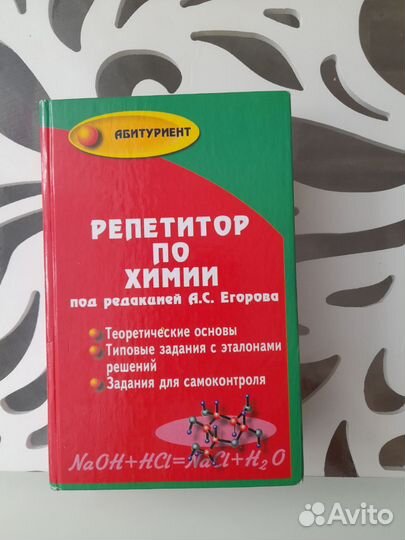 АБИТУРИЕНТ
РЕПЕТИТОР
ПО
ХИМИИ
под редакцией А.С. Егорова
Теоретические основы
Типовые задания с эталонами
решений
Задания для самоконтроля
NaOH+HCl=NaCl+H₂O
Avito